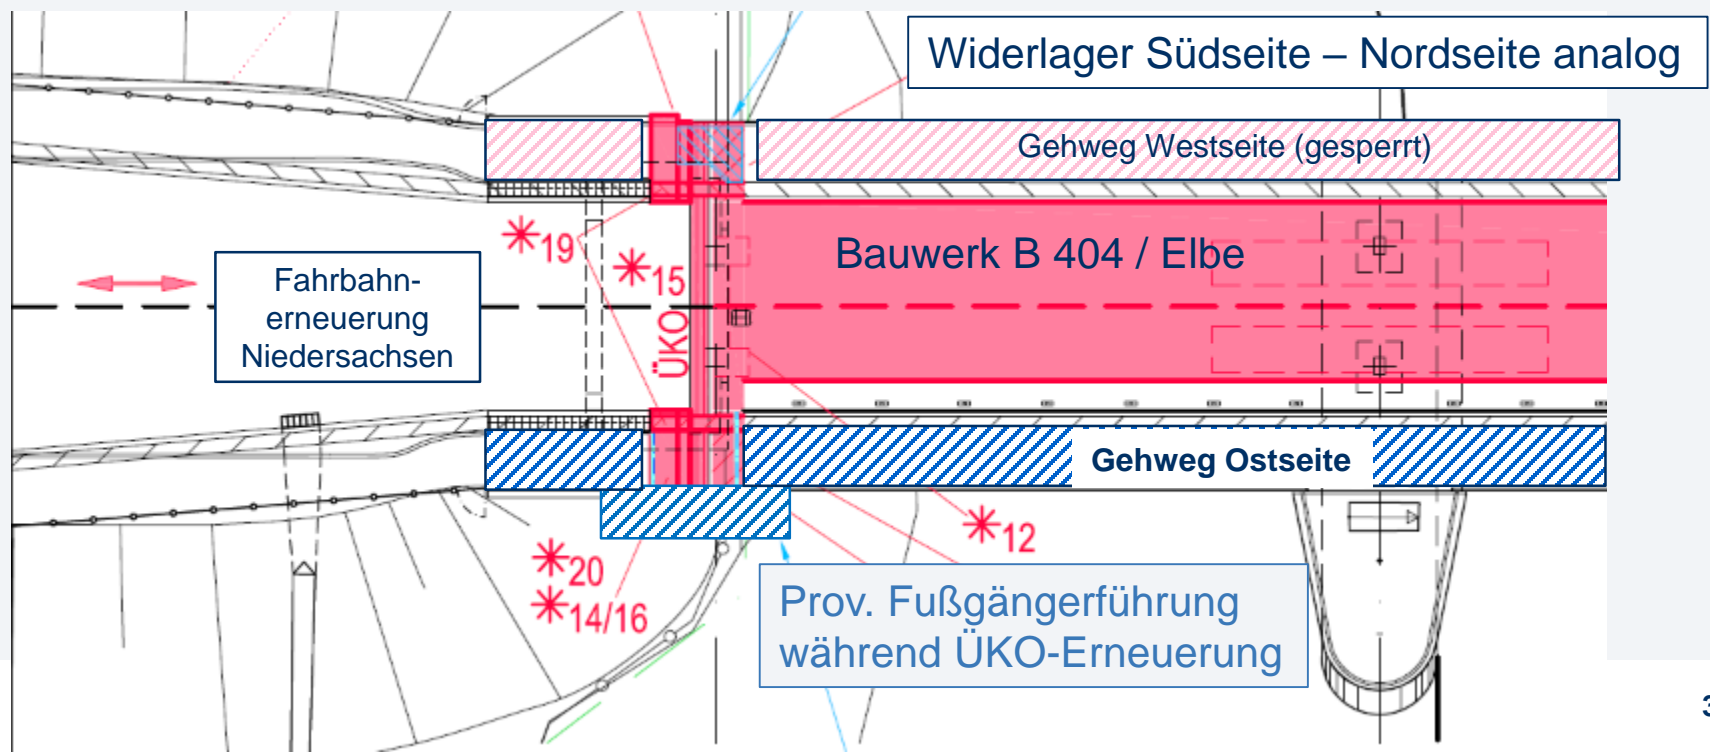 Widerlager Südseite – Nordseite analog
Gehweg Westseite (gesperrt)
19
15
Bauwerk B 404 / Elbe
Fahrbahn-
erneuerung
Niedersachsen
ÜKO
Gehweg Ostseite
12
20
14/16
Prov. Fußgängerführung
während ÜKO-Erneuerung
3